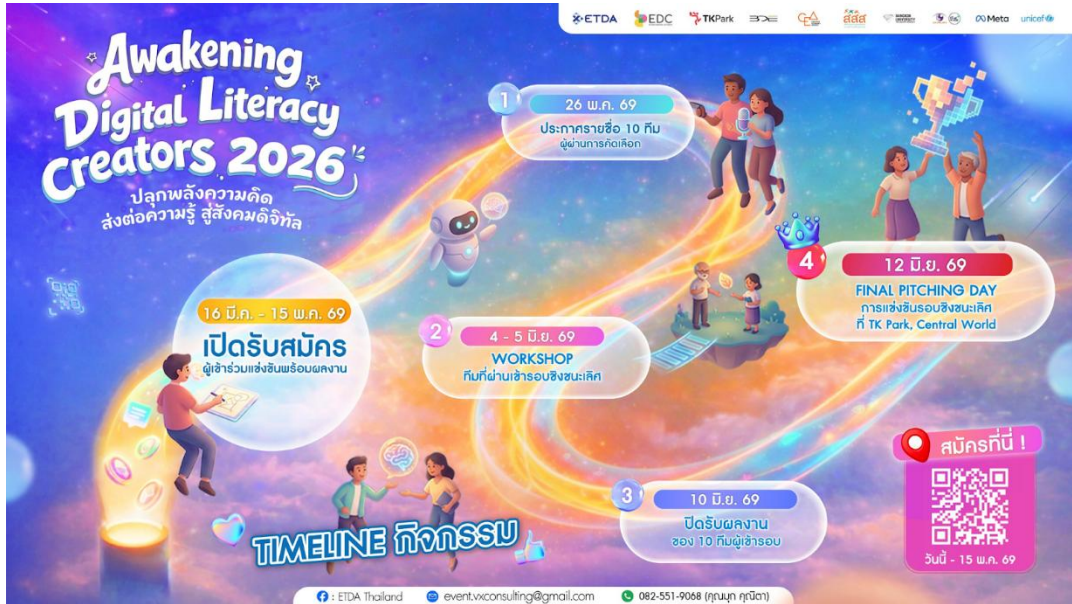 ETDA EDC TKPark BDE CEA สสส BANGKOK UNIVERSITY Meta unicef
Awakening
Digital Literacy
Creators 2026
ปลุกพลังความคิด
ส่งต่อความรู้ สู่สังคมดิจิทัล
16 มี.ค. - 15 พ.ค. 69
เปิดรับสมัคร
ผู้เข้าร่วมแข่งขันพร้อมผลงาน
1
26 พ.ค. 69
ประกาศรายชื่อ 10 ทีม
ผู้ผ่านการคัดเลือก
2
4 - 5 มิ.ย. 69
WORKSHOP
ทีมที่ผ่านเข้ารอบชิงชนะเลิศ
3
10 มิ.ย. 69
ปิดรับผลงาน
ของ 10 ทีมผู้เข้ารอบ
4
12 มิ.ย. 69
FINAL PITCHING DAY
การแข่งขันรอบชิงชนะเลิศ
ที่ TK Park, Central World
TIMELINE กิจกรรม
สมัครที่นี่ !
วันนี้ - 15 พ.ค. 69
: ETDA Thailand event.vxconsulting@gmail.com 082-551-9068 (คุณมุก คุณิตา)